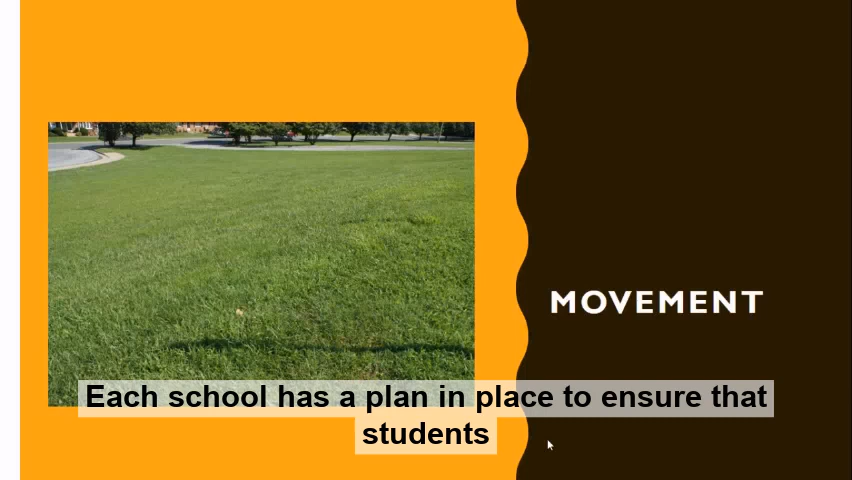 MOVEMENT
Each school has a plan in place to ensure that
students